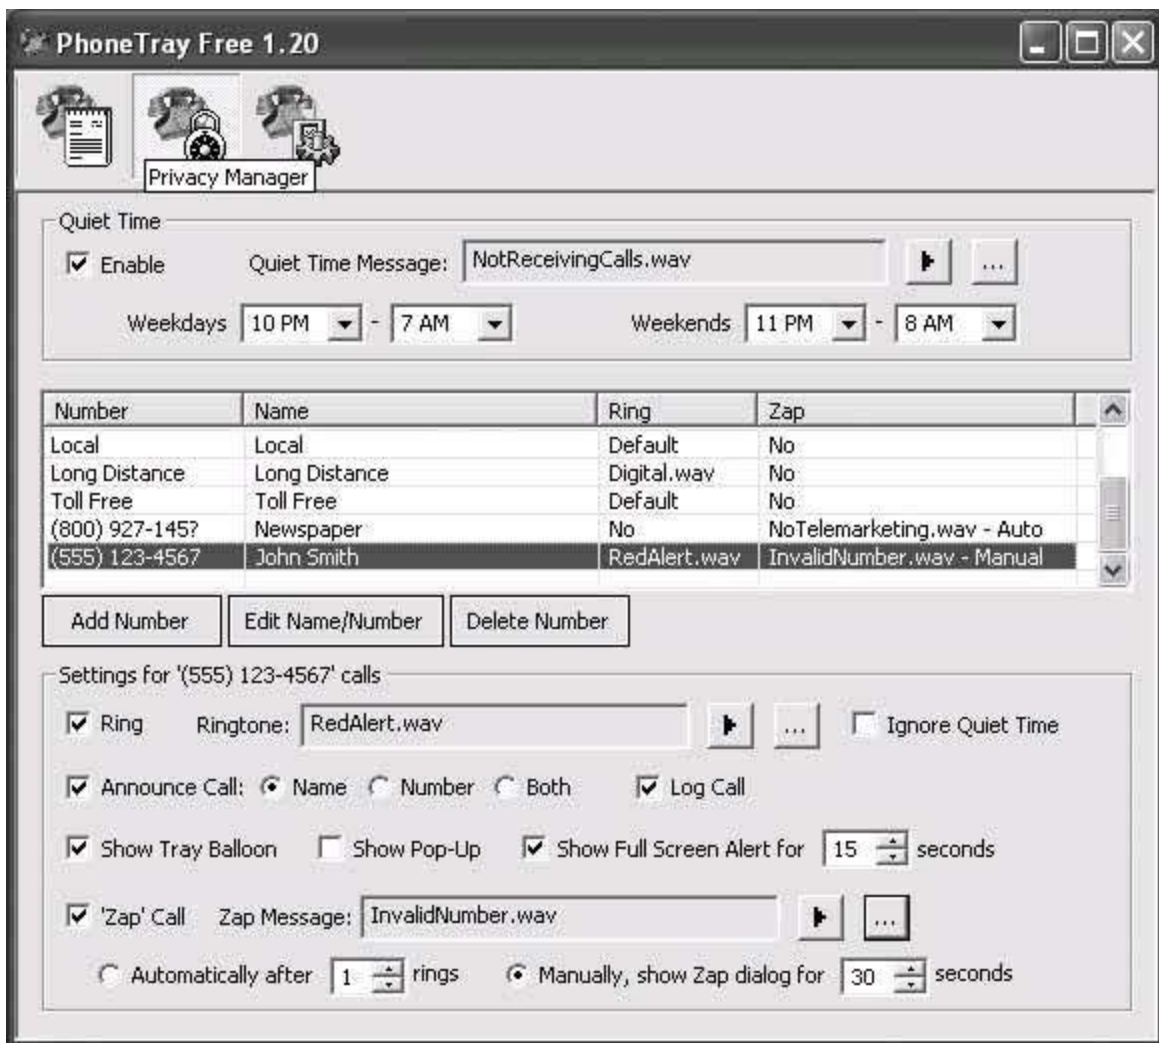 PhoneTray Free 1.20
Privacy Manager
Quiet Time
Enable Quiet Time Message: NotReceivingCalls.wav ...
Weekdays 10 PM - 7 AM Weekends 11 PM - 8 AM
Number Name Ring Zap
Local Local Default No
Long Distance Long Distance Digital.wav No
Toll Free Toll Free Default No
(800) 927-145? Newspaper No NoTelemarketing.wav - Auto
(555) 123-4567 John Smith RedAlert.wav InvalidNumber.wav - Manual
Add Number Edit Name/Number Delete Number
Settings for '(555) 123-4567' calls
Ring Ringtone: RedAlert.wav ... Ignore Quiet Time
Announce Call: Name Number Both Log Call
Show Tray Balloon Show Pop-Up Show Full Screen Alert for 15 seconds
'Zap' Call Zap Message: InvalidNumber.wav ...
Automatically after 1 rings Manually, show Zap dialog for 30 seconds